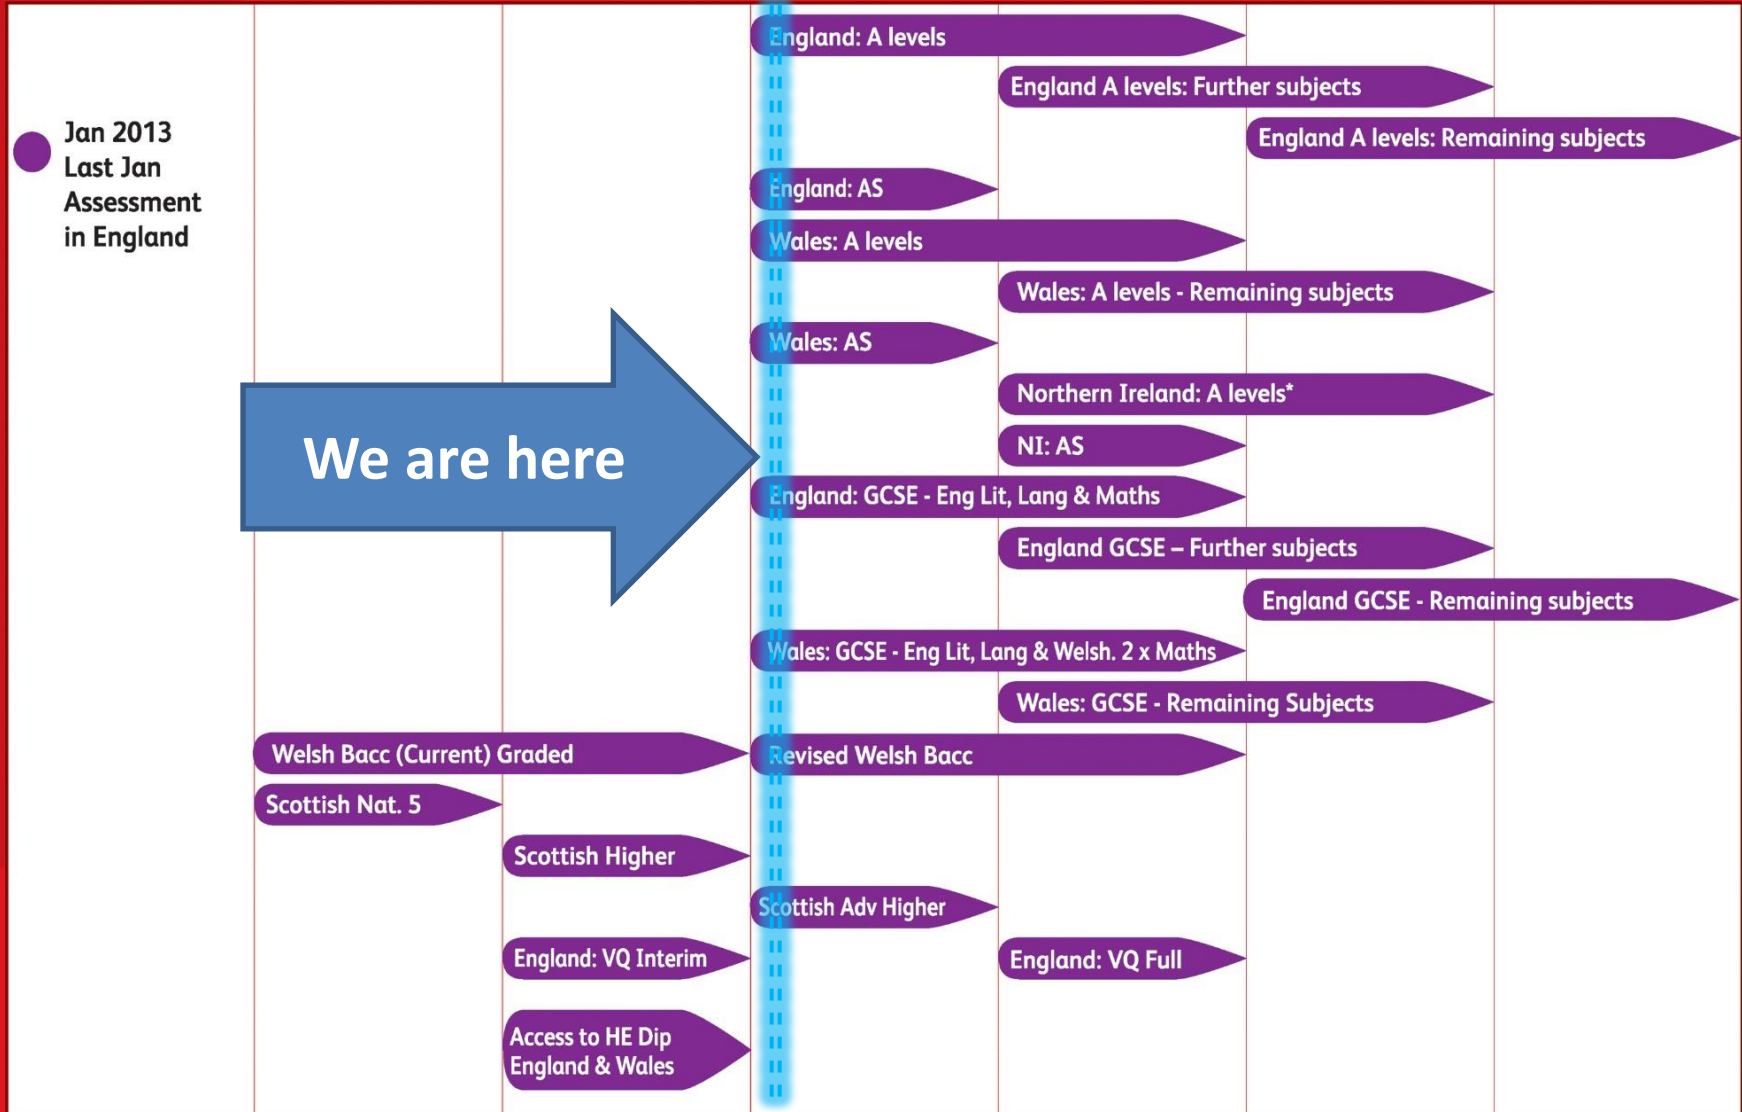 England: A levels
England A levels: Further subjects
Jan 2013
Last Jan
Assessment
in England
England A levels: Remaining subjects
England: AS
Wales: A levels
Wales: A levels - Remaining subjects
Wales: AS
Northern Ireland: A levels*
We are here
NI: AS
England: GCSE - Eng Lit, Lang & Maths
England GCSE – Further subjects
England GCSE - Remaining subjects
Wales: GCSE - Eng Lit, Lang & Welsh. 2 x Maths
Wales: GCSE - Remaining Subjects
Welsh Bacc (Current) Graded
Revised Welsh Bacc
Scottish Nat. 5
Scottish Higher
Scottish Adv Higher
England: VQ Interim
England: VQ Full
Access to HE Dip
England & Wales